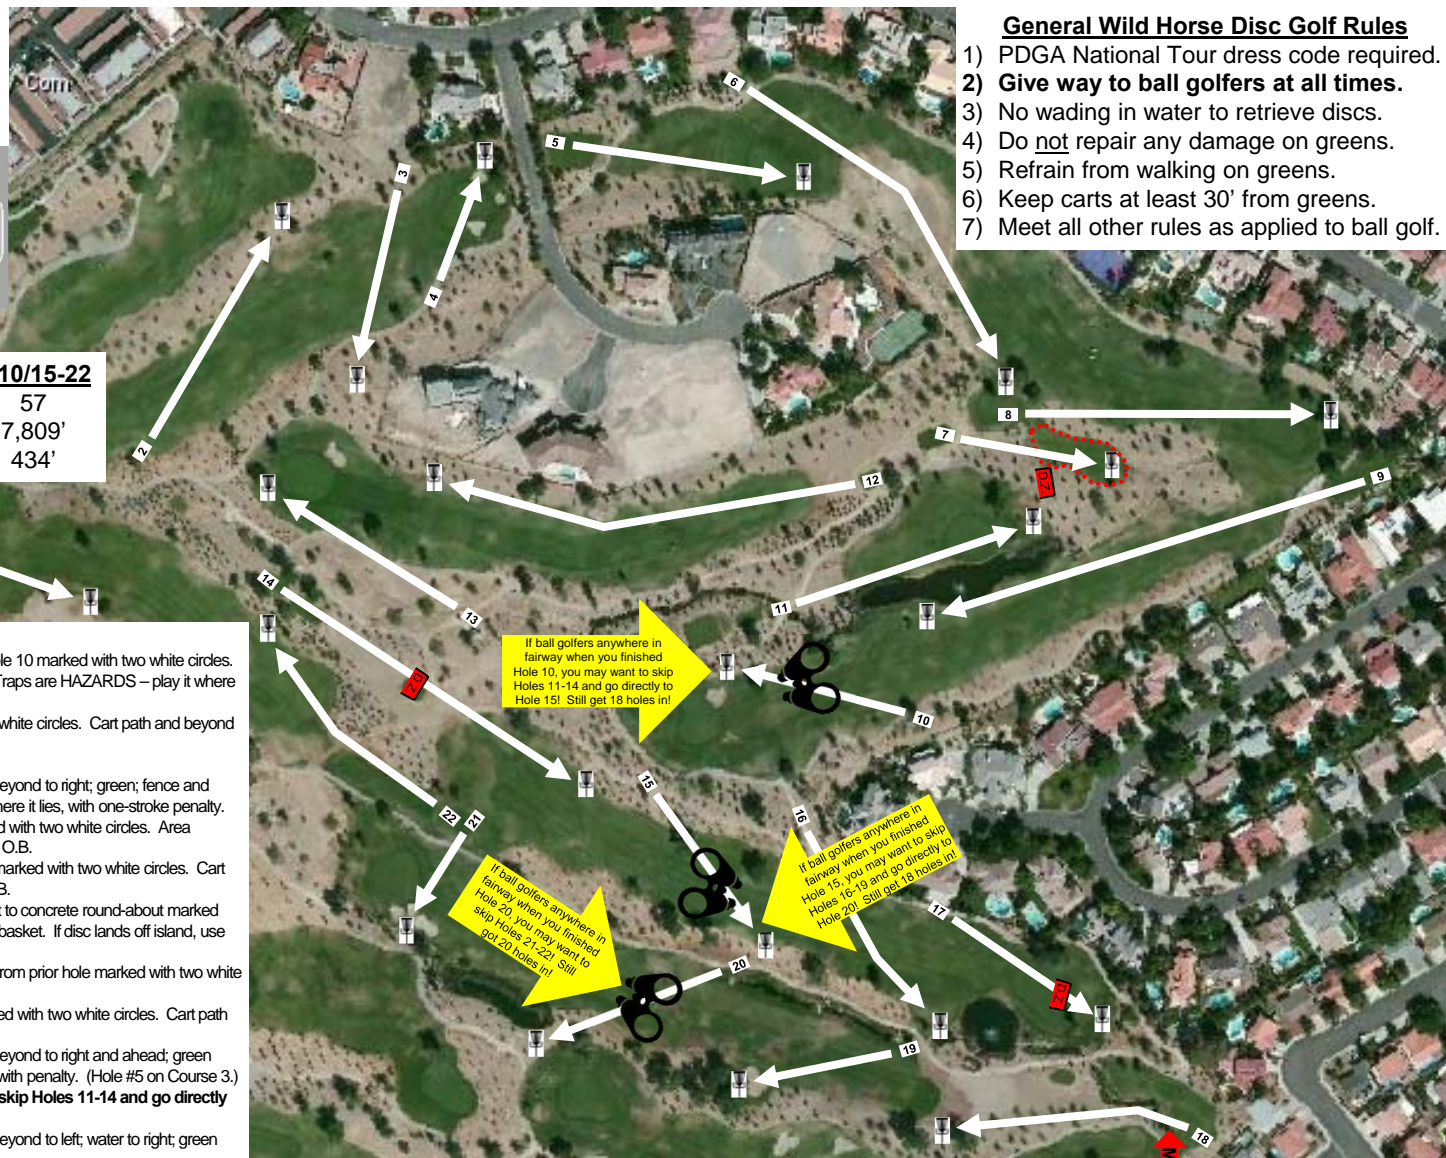 General Wild Horse Disc Golf Rules
1) PDGA National Tour dress code required.
2) Give way to ball golfers at all times.
3) No wading in water to retrieve discs.
4) Do not repair any damage on greens.
5) Refrain from walking on greens.
6) Keep carts at least 30’ from greens.
7) Meet all other rules as applied to ball golf.
Com
6
5
3
4
2
10/15-22
57
7,809’
434’
7
8
9
D.Z.
12
11
13
14
D.Z.
If ball golfers anywhere in
fairway when you finished
Hole 10, you may want to skip
Holes 11-14 and go directly to
Hole 15! Still get 18 holes in!
10
15
16
If ball golfers anywhere in
fairway when you finished
Hole 15, you may want to skip
Holes 16-19 and go directly to
Hole 20! Still get 18 holes in!
22
21
If ball golfers anywhere in
fairway when you finished
Hole 20, you may want to
skip Holes 21-22! Still
got 20 holes in!
17
D.Z.
20
19
18
le 10 marked with two white circles.
Traps are HAZARDS – play it where
white circles. Cart path and beyond
eyond to right; green; fence and
here it lies, with one-stroke penalty.
d with two white circles. Area
O.B.
marked with two white circles. Cart
B.
t to concrete round-about marked
basket. If disc lands off island, use
rom prior hole marked with two white
ed with two white circles. Cart path
eyond to right and ahead; green
with penalty. (Hole #5 on Course 3.)
skip Holes 11-14 and go directly
eyond to left; water to right; green